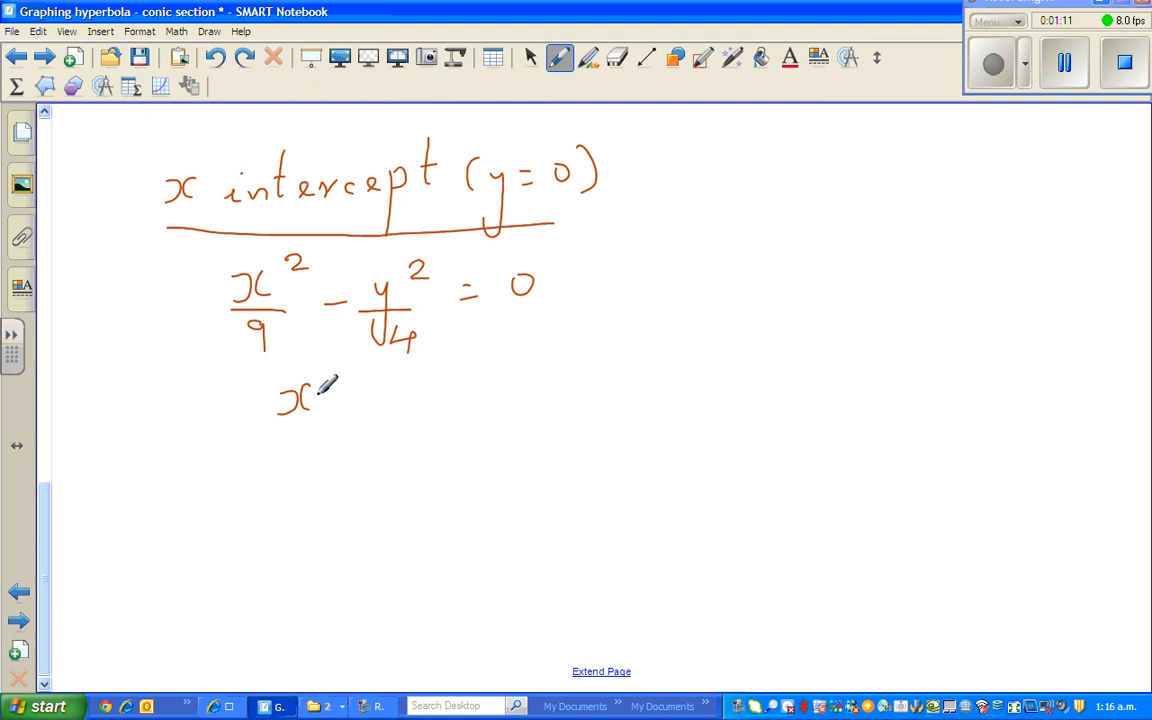 Graphing hyperbola - conic section * - SMART Notebook
File Edit View Insert Format Math Draw Help
Menu 0:01:11 8.0 fps
x intercept (y = 0)
x²/9 - y²/4 = 0
x
Extend Page
start G. 2 R. Search Desktop My Documents » My Documents » 1:16 a.m.